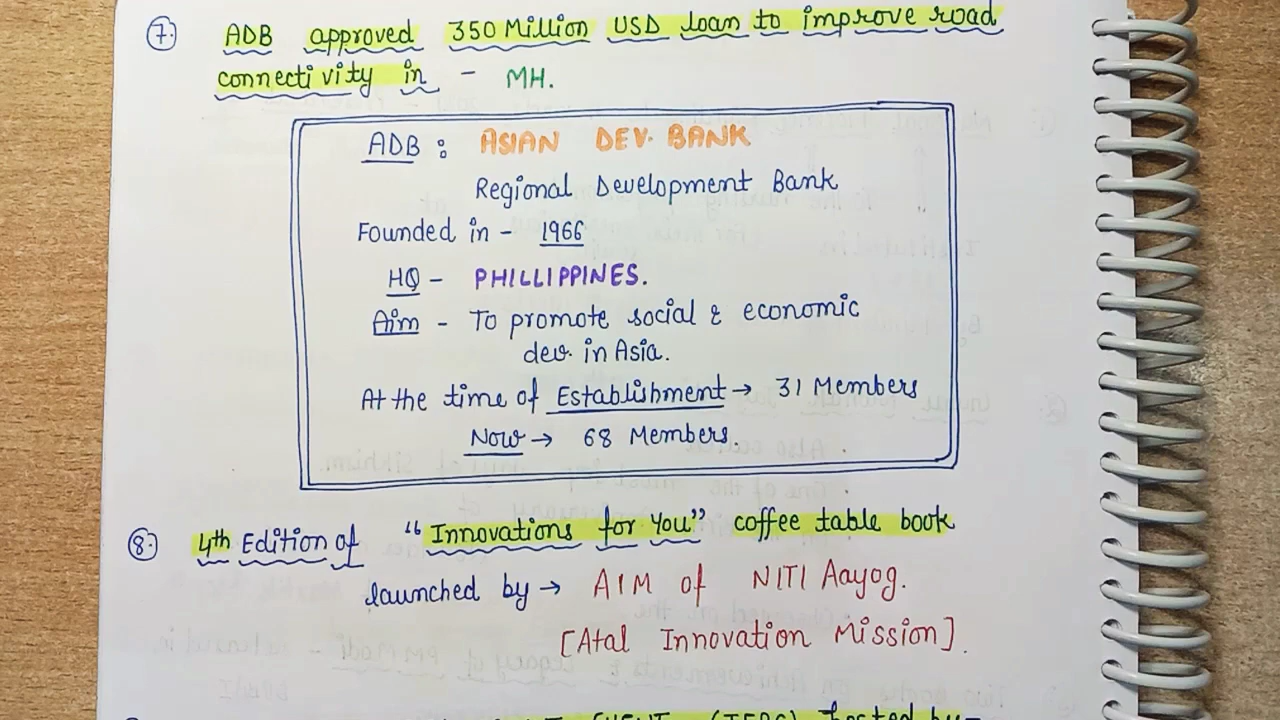 7. ADB approved 350 Million USD loan to improve road
connectivity in - MH.
ADB : ASIAN DEV. BANK
Regional Development Bank
Founded in - 1966
HQ - PHILLIPPINES.
Aim - To promote social & economic
dev. in Asia.
At the time of Establishment → 31 Members
Now → 68 Members.
8. 4th Edition of "Innovations for You" coffee table book
launched by → AIM of NITI Aayog.
[Atal Innovation Mission].
hosted by-